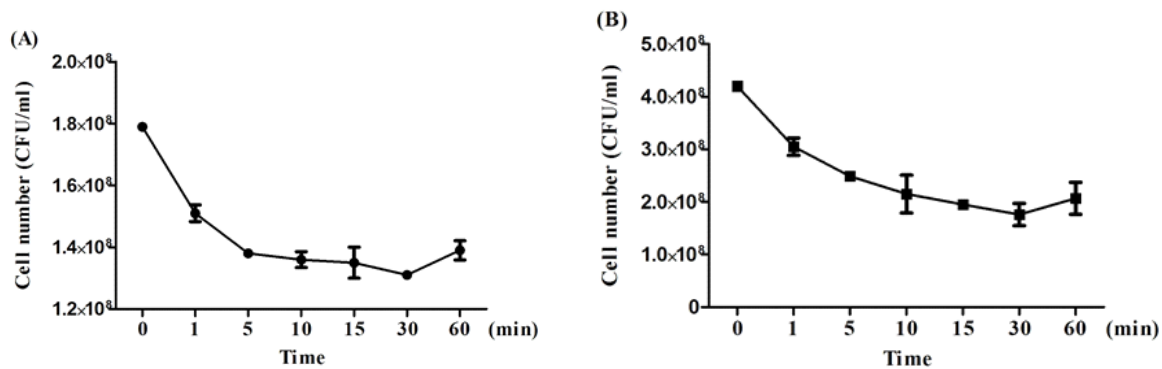 (A)
Cell number (CFU/ml)
2.0×10⁸
1.8×10⁸
1.6×10⁸
1.4×10⁸
1.2×10⁸
0 1 5 10 15 30 60 (min)
Time
(B)
Cell number (CFU/ml)
5.0×10⁸
4.0×10⁸
3.0×10⁸
2.0×10⁸
1.0×10⁸
0
0 1 5 10 15 30 60 (min)
Time